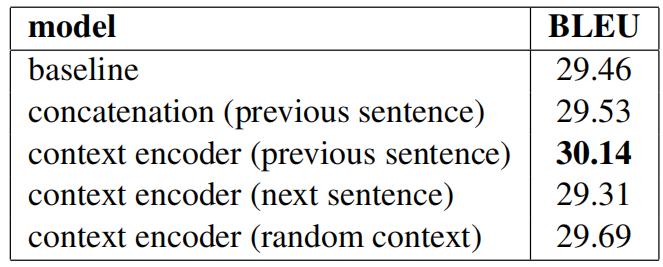 model BLEU
baseline 29.46
concatenation (previous sentence) 29.53
context encoder (previous sentence) 30.14
context encoder (next sentence) 29.31
context encoder (random context) 29.69